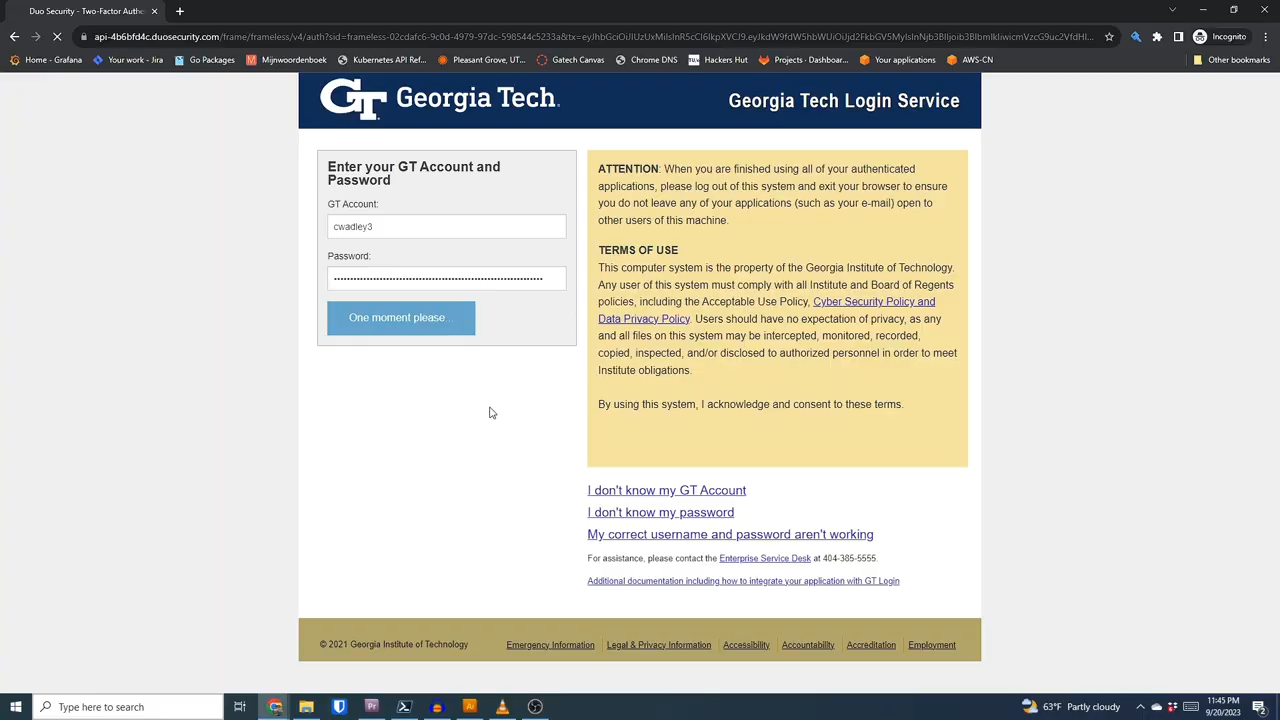 Duo Security - Two-Factor Authe
api-4b6bfd4c.duosecurity.com/frame/frameless/v4/auth?sid=frameless-
Incognito
Home - Grafana
Your work - Jira
Go Packages
Mijnwoordenboek
Kubernetes API Ref...
Pleasant Grove, UT...
Gatech Canvas
Chrome DNS
Hackers Hut
Projects · Dashboar...
Your applications
AWS-CN
Other bookmarks
GT Georgia Tech.
Georgia Tech Login Service
Enter your GT Account and
Password
GT Account:
cwadley3
Password:
One moment please...
ATTENTION: When you are finished using all of your authenticated
applications, please log out of this system and exit your browser to ensure
you do not leave any of your applications (such as your e-mail) open to
other users of this machine.
TERMS OF USE
This computer system is the property of the Georgia Institute of Technology.
Any user of this system must comply with all Institute and Board of Regents
policies, including the Acceptable Use Policy, Cyber Security Policy and
Data Privacy Policy. Users should have no expectation of privacy, as any
and all files on this system may be intercepted, monitored, recorded,
copied, inspected, and/or disclosed to authorized personnel in order to meet
Institute obligations.
By using this system, I acknowledge and consent to these terms.
I don't know my GT Account
I don't know my password
My correct username and password aren't working
For assistance, please contact the Enterprise Service Desk at 404-385-5555.
Additional documentation including how to integrate your application with GT Login
© 2021 Georgia Institute of Technology
Emergency Information
Legal & Privacy Information
Accessibility
Accountability
Accreditation
Employment
Type here to search
63°F Partly cloudy
11:45 PM
9/20/2023